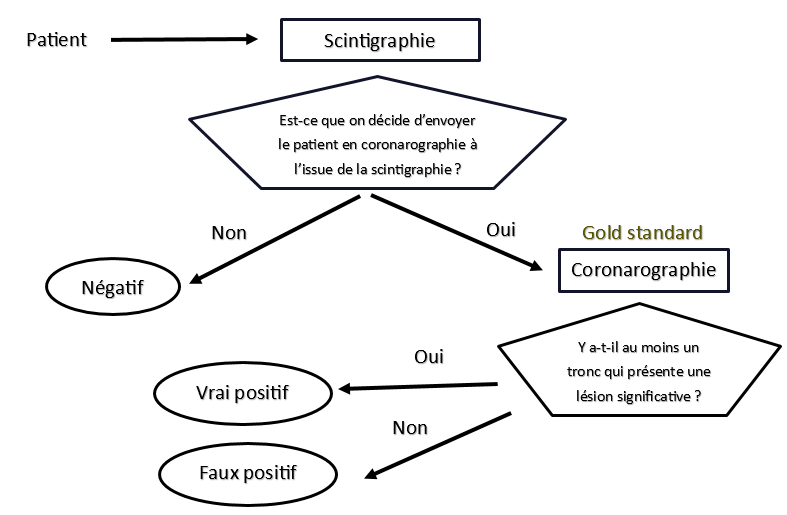 Patient
Scintigraphie
Est-ce que on décide d'envoyer
le patient en coronarographie à
l'issue de la scintigraphie ?
Non
Oui
Gold standard
Négatif
Coronarographie
Y a-t-il au moins un
tronc qui présente une
lésion significative ?
Oui
Vrai positif
Non
Faux positif